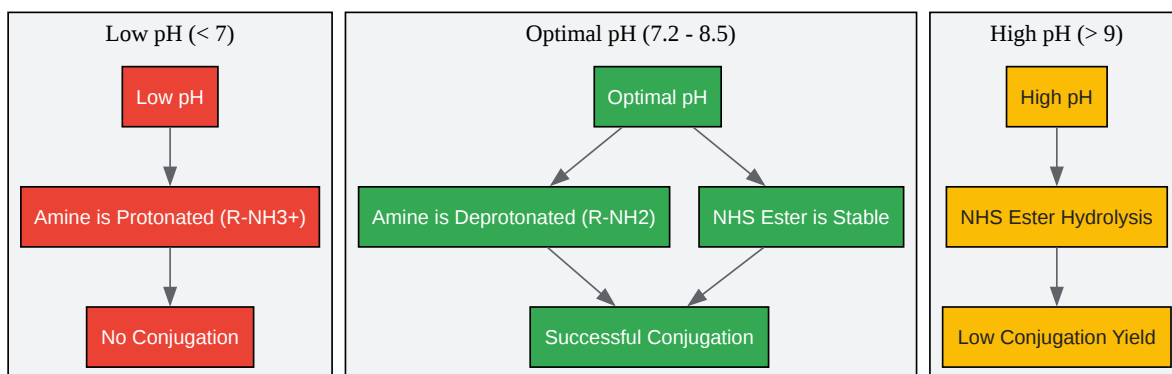 Low pH (< 7)
Low pH
Amine is Protonated (R-NH3+)
No Conjugation
Optimal pH (7.2 - 8.5)
Optimal pH
Amine is Deprotonated (R-NH2)
NHS Ester is Stable
Successful Conjugation
High pH (> 9)
High pH
NHS Ester Hydrolysis
Low Conjugation Yield